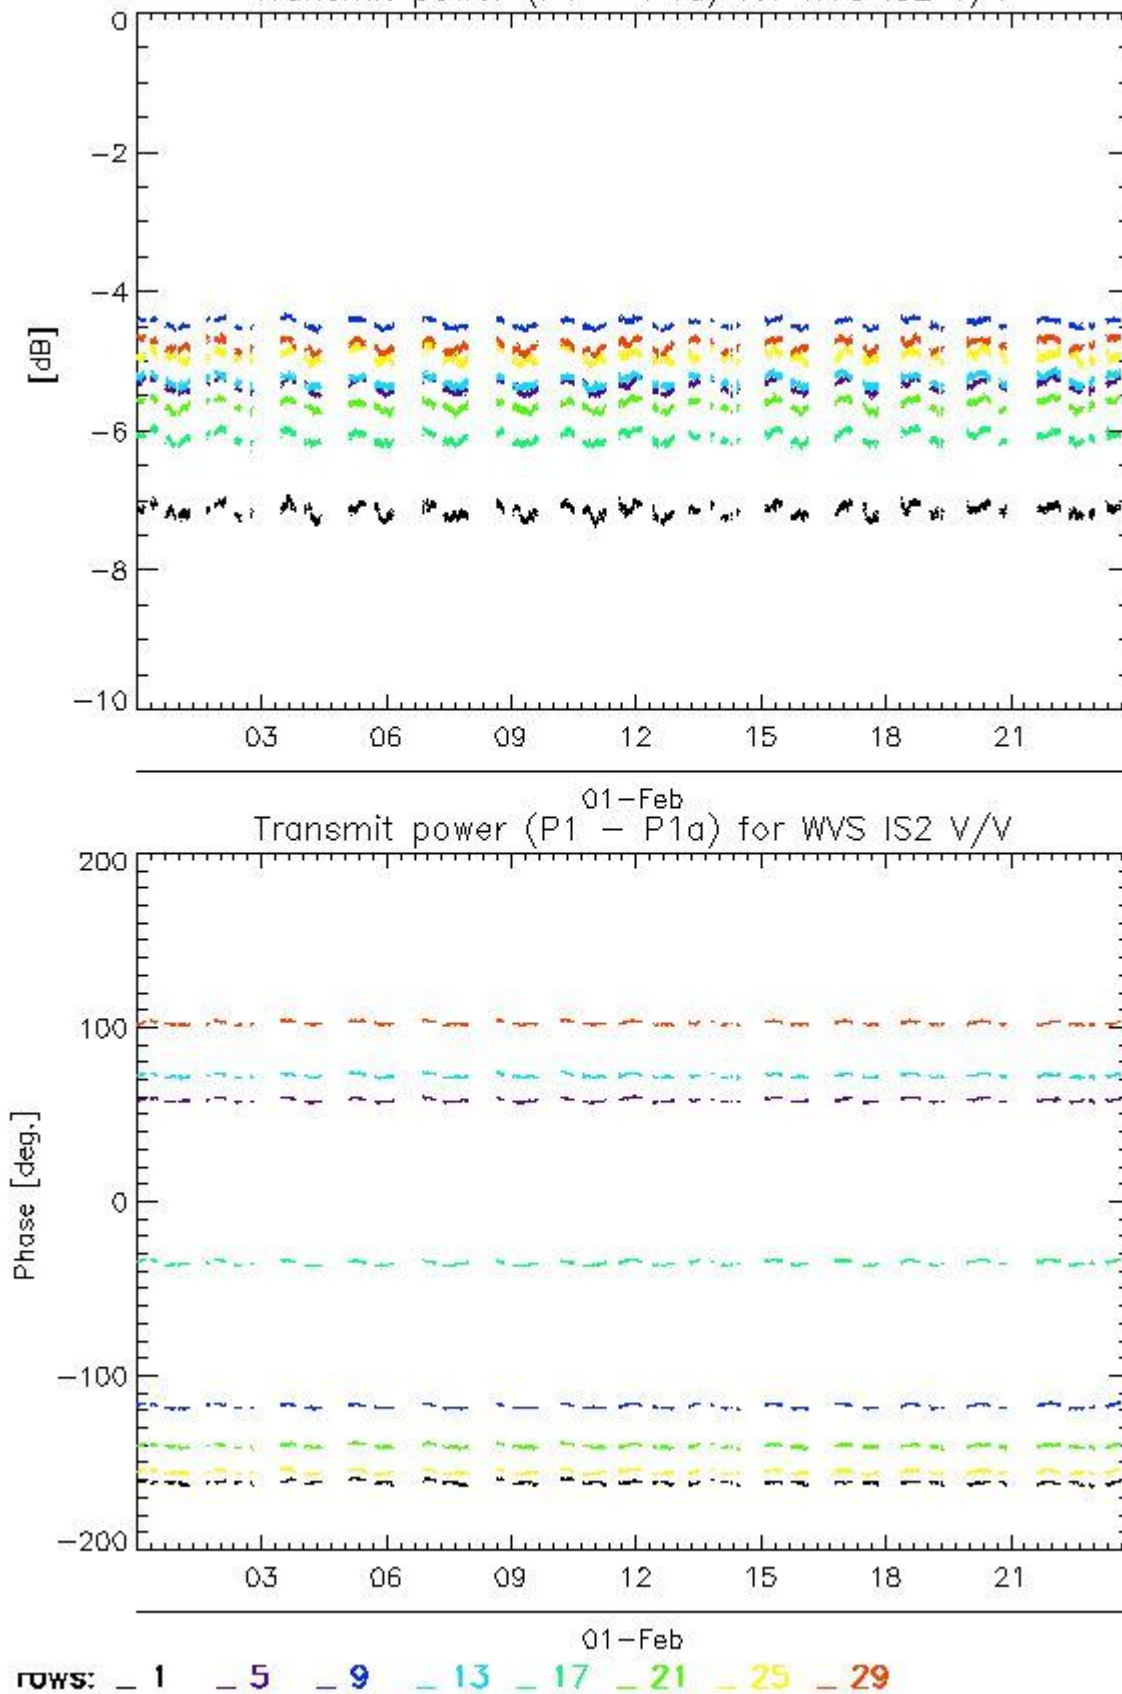 0
−2
−4
[dB]
−6
−8
−10
03 06 09 12 15 18 21
01−Feb
Transmit power (P1 − P1a) for WVS IS2 V/V
200
100
Phase [deg.]
0
−100
−200
03 06 09 12 15 18 21
01−Feb
rows: _ 1 _ 5 _ 9 _ 13 _ 17 _ 21 _ 25 _ 29